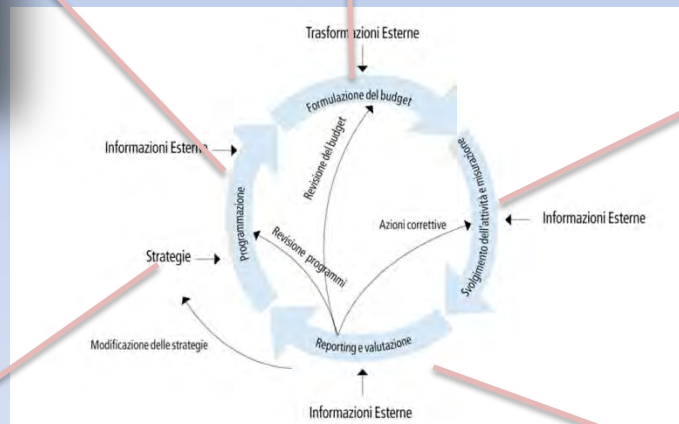 Trasformazioni Esterne
Formulazione del budget
Informazioni Esterne
Revisione del budget
Svolgimento dell'attività e misurazione
Programmazione
Azioni correttive
Informazioni Esterne
Strategie
Revisione programmi
Modificazione delle strategie
Reporting e valutazione
Informazioni Esterne